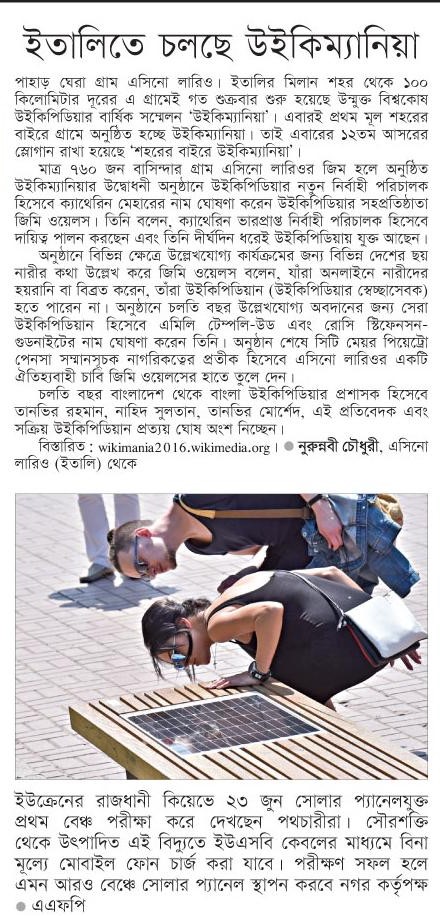 ইতালিতে চলছে উইকিম্যানিয়া
পাহাড় ঘেরা গ্রাম এসিনো লারিও। ইতালির মিলান শহর থেকে ১০০
কিলোমিটার দূরের এ গ্রামেই গত শুক্রবার শুরু হয়েছে উন্মুক্ত বিশ্বকোষ
উইকিপিডিয়ার বার্ষিক সম্মেলন ‘উইকিম্যানিয়া’। এবারই প্রথম মূল শহরের
বাইরে গ্রামে অনুষ্ঠিত হচ্ছে উইকিম্যানিয়া। তাই এবারের ১২তম আসরের
স্লোগান রাখা হয়েছে ‘শহরের বাইরে উইকিম্যানিয়া’।
মাত্র ৭৬০ জন বাসিন্দার গ্রাম এসিনো লারিওর জিম হলে অনুষ্ঠিত
উইকিম্যানিয়ার উদ্বোধনী অনুষ্ঠানে উইকিপিডিয়ার নতুন নির্বাহী পরিচালক
হিসেবে ক্যাথেরিন মেহারের নাম ঘোষণা করেন উইকিপিডিয়ার সহপ্রতিষ্ঠাতা
জিমি ওয়েলস। তিনি বলেন, ক্যাথেরিন ভারপ্রাপ্ত নির্বাহী পরিচালক হিসেবে
দায়িত্ব পালন করছেন এবং তিনি দীর্ঘদিন ধরেই উইকিপিডিয়ায় যুক্ত আছেন।
অনুষ্ঠানে বিভিন্ন ক্ষেত্রে উল্লেখযোগ্য কার্যক্রমের জন্য বিভিন্ন দেশের ছয়
নারীর কথা উল্লেখ করে জিমি ওয়েলস বলেন, যাঁরা অনলাইনে নারীদের
হয়রানি বা বিব্রত করেন, তাঁরা উইকিপিডিয়ান (উইকিপিডিয়ার স্বেচ্ছাসেবক)
হতে পারেন না। অনুষ্ঠানে চলতি বছর উল্লেখযোগ্য অবদানের জন্য সেরা
উইকিপিডিয়ান হিসেবে এমিলি টেম্পলি-উড এবং রোসি স্টিফেনসন-
গুডনাইটের নাম ঘোষণা করেন তিনি। অনুষ্ঠান শেষে সিটি মেয়র পিয়েট্রো
পেনসা সম্মানসূচক নাগরিকত্বের প্রতীক হিসেবে এসিনো লারিওর একটি
ঐতিহ্যবাহী চাবি জিমি ওয়েলসের হাতে তুলে দেন।
চলতি বছর বাংলাদেশ থেকে বাংলা উইকিপিডিয়ার প্রশাসক হিসেবে
তানভির রহমান, নাহিদ সুলতান, তানভির মোর্শেদ, এই প্রতিবেদক এবং
সক্রিয় উইকিপিডিয়ান প্রত্যয় ঘোষ অংশ নিচ্ছেন।
বিস্তারিত : wikimania2016.wikimedia.org। ● নুরুন্নবী চৌধুরী, এসিনো
লারিও (ইতালি) থেকে
ইউক্রেনের রাজধানী কিয়েভে ২৩ জুন সোলার প্যানেলযুক্ত
প্রথম বেঞ্চ পরীক্ষা করে দেখছেন পথচারীরা। সৌরশক্তি
থেকে উৎপাদিত এই বিদ্যুতে ইউএসবি কেবলের মাধ্যমে বিনা
মূল্যে মোবাইল ফোন চার্জ করা যাবে। পরীক্ষণ সফল হলে
এমন আরও বেঞ্চে সোলার প্যানেল স্থাপন করবে নগর কর্তৃপক্ষ
● এএফপি